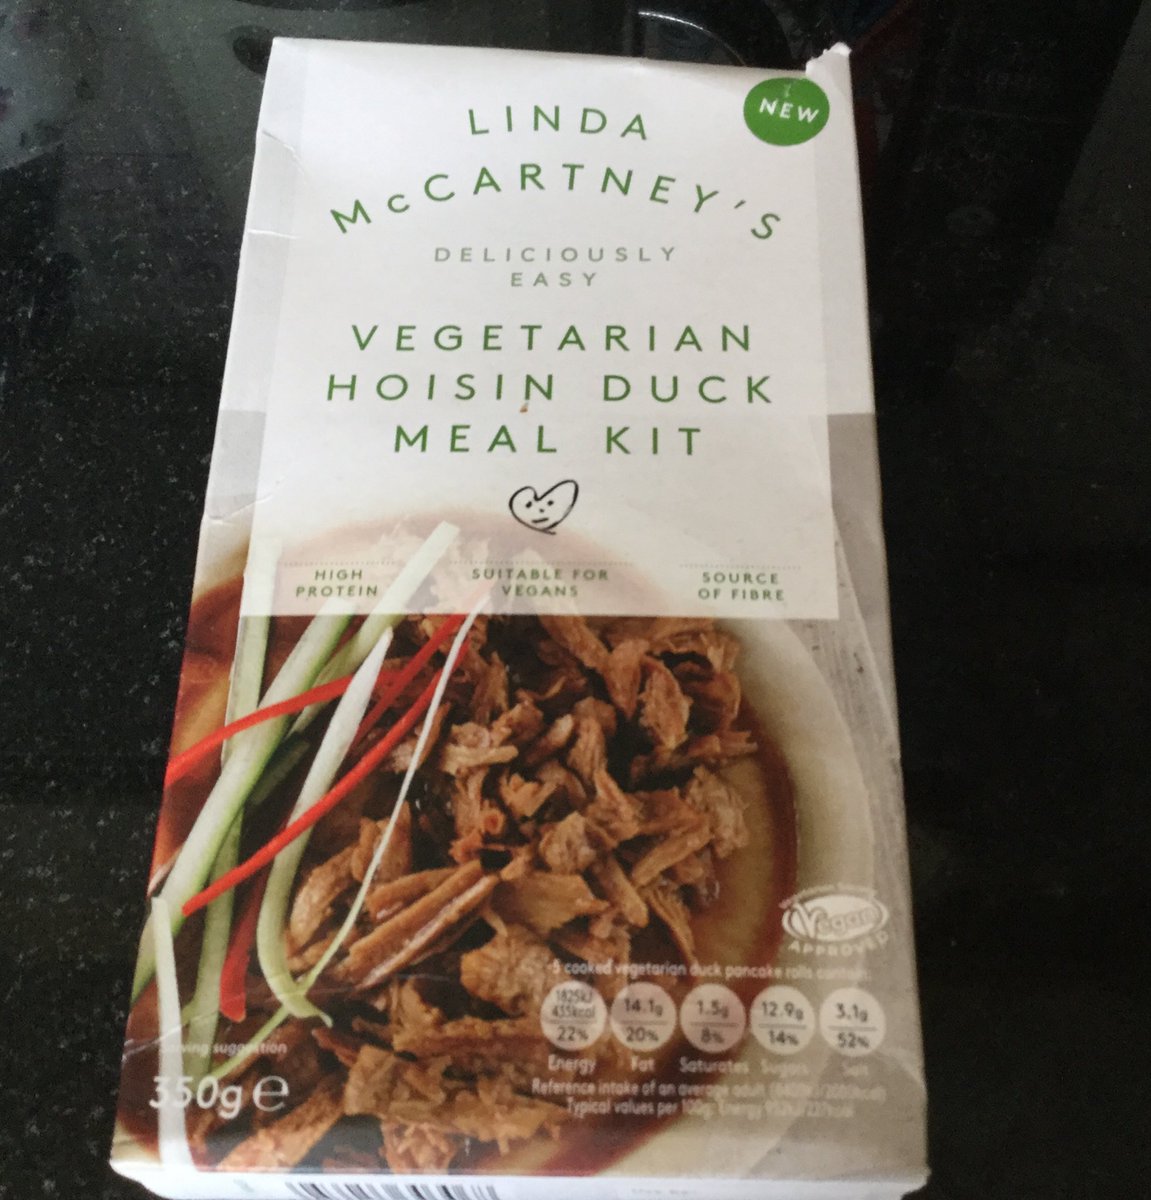 NEW
LINDA
McCARTNEY'S
DELICIOUSLY
EASY
VEGETARIAN
HOISIN DUCK
MEAL KIT
HIGH
PROTEIN
SUITABLE FOR
VEGANS
SOURCE
OF FIBRE
Vegan
APPROVED
5 cooked vegetarian duck pancake rolls contain:
1825kJ 14.1g 1.5g 12.9g 3.1g
435kcal
22% 20% 8% 14% 52%
Energy Fat Saturates Sugars Salt
Reference intake of an average adult
Typical values per 100g: Energy
Serving suggestion
350g e